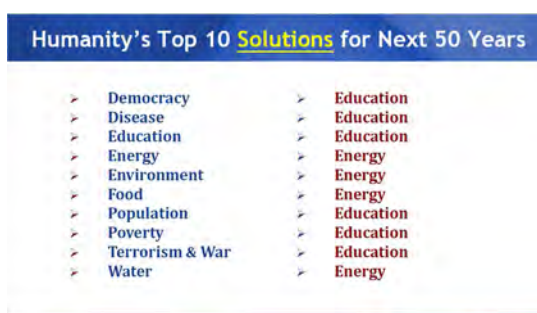 Humanity's Top 10 Solutions for Next 50 Years
➢ Democracy ➢ Education
➢ Disease ➢ Education
➢ Education ➢ Education
➢ Energy ➢ Energy
➢ Environment ➢ Energy
➢ Food ➢ Energy
➢ Population ➢ Education
➢ Poverty ➢ Education
➢ Terrorism & War ➢ Education
➢ Water ➢ Energy